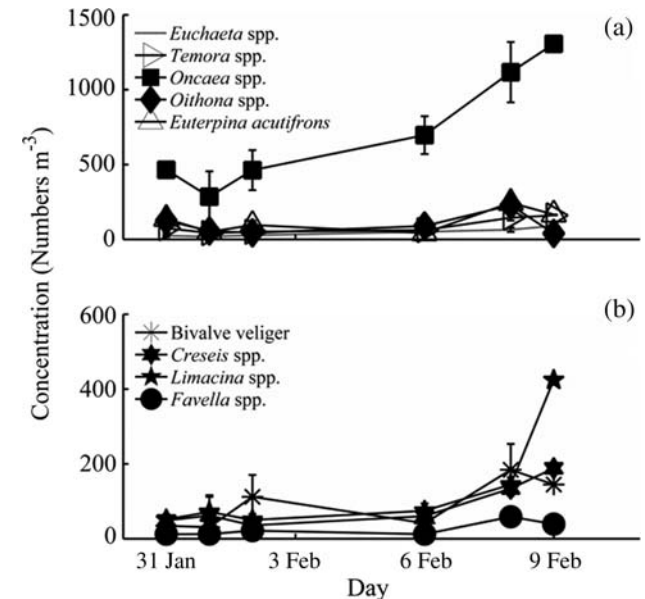 Concentration (Numbers m-3)
(a)
1500
1000
500
0
Euchaeta spp.
Temora spp.
Oncaea spp.
Oithona spp.
Euterpina acutifrons
(b)
600
400
200
0
Bivalve veliger
Creseis spp.
Limacina spp.
Favella spp.
31 Jan 3 Feb 6 Feb 9 Feb
Day